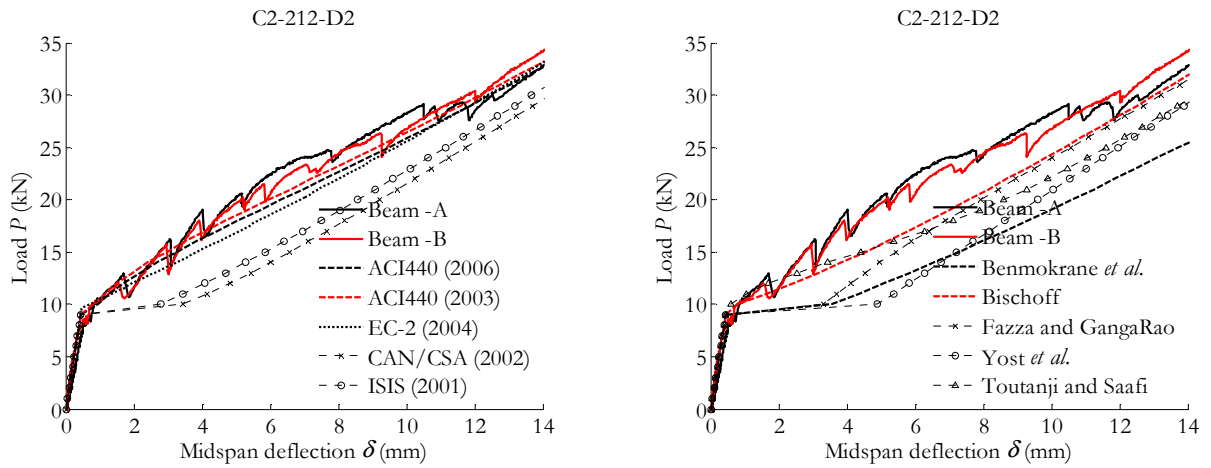 C2-212-D2
35
30
25
20
15
10
5
0
Load P (kN)
Beam -A
Beam -B
ACI440 (2006)
ACI440 (2003)
EC-2 (2004)
CAN/CSA (2002)
ISIS (2001)
0 2 4 6 8 10 12 14
Midspan deflection δ (mm)
C2-212-D2
35
30
25
20
15
10
5
0
Load P (kN)
Beam -A
Beam -B
Benmokrane et al.
Bischoff
Fazza and GangaRao
Yost et al.
Toutanji and Saafi
0 2 4 6 8 10 12 14
Midspan deflection δ (mm)